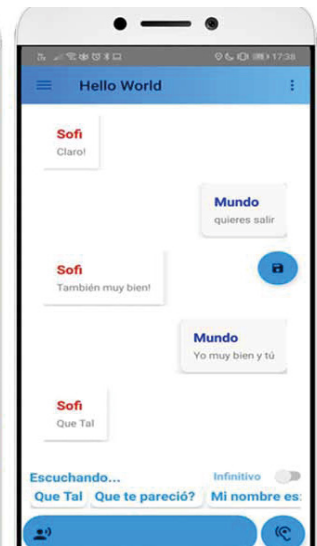 17:38
Hello World
Sofi
Claro!
Mundo
quieres salir
Sofi
También muy bien!
Mundo
Yo muy bien y tú
Sofi
Que Tal
Escuchando... Infinitivo
Que Tal Que te pareció? Mi nombre es: